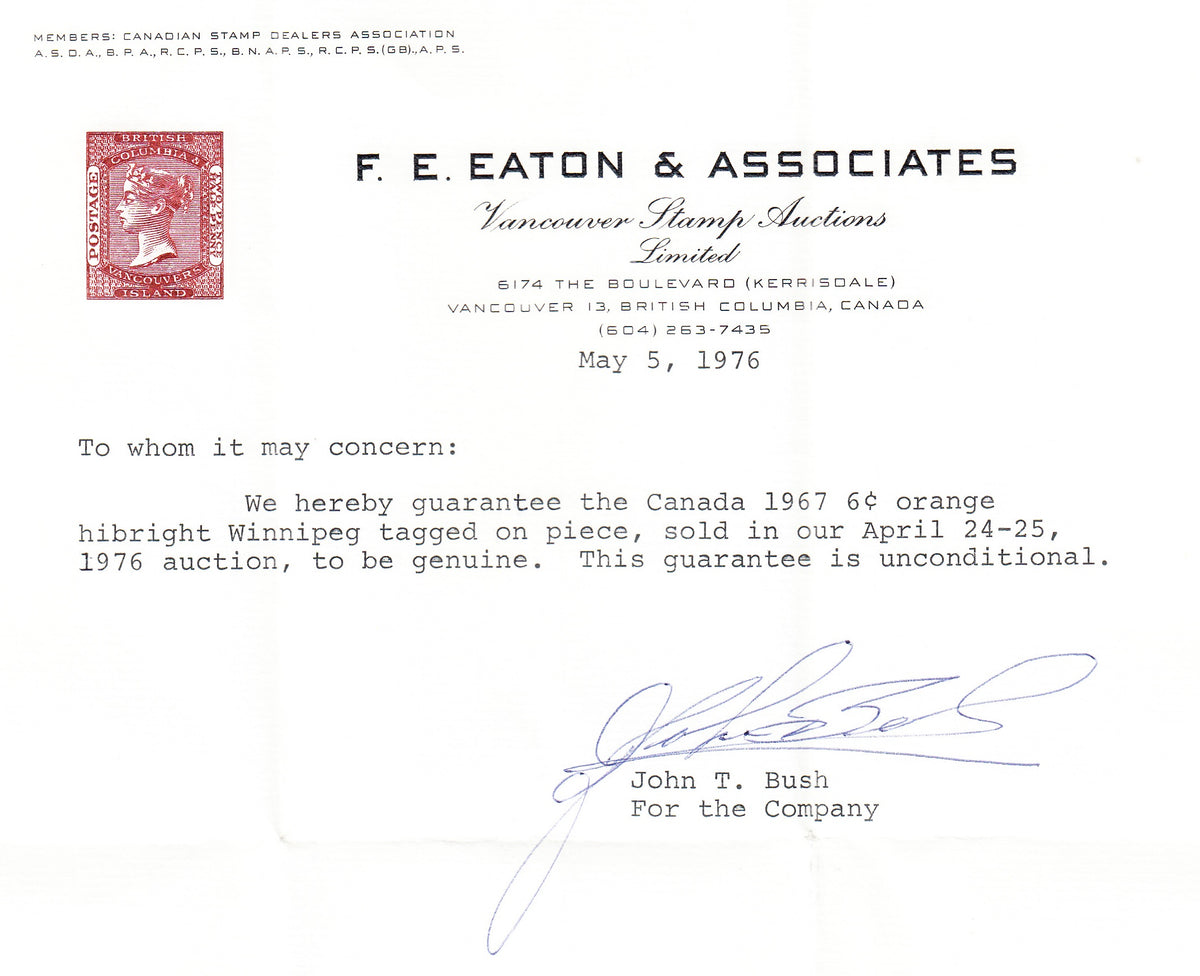 MEMBERS: CANADIAN STAMP DEALERS ASSOCIATION
A.S.D.A., B.P.A., R.C.P.S., B.N.A.P.S., R.C.P.S.(GB)., A.P.S.
BRITISH
COLUMBIA &
POSTAGE
TWO PENCE
VANCOUVERS
ISLAND
F. E. EATON & ASSOCIATES
Vancouver Stamp Auctions
Limited
6174 THE BOULEVARD (KERRISDALE)
VANCOUVER 13, BRITISH COLUMBIA, CANADA
(604) 263-7435
May 5, 1976
To whom it may concern:
We hereby guarantee the Canada 1967 6¢ orange
hibright Winnipeg tagged on piece, sold in our April 24-25,
1976 auction, to be genuine. This guarantee is unconditional.
John T. Bush
For the Company